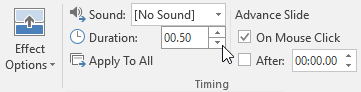 Effect
Options
Sound: [No Sound]
Duration: 00.50
Apply To All
Advance Slide
On Mouse Click
After: 00:00.00
Timing